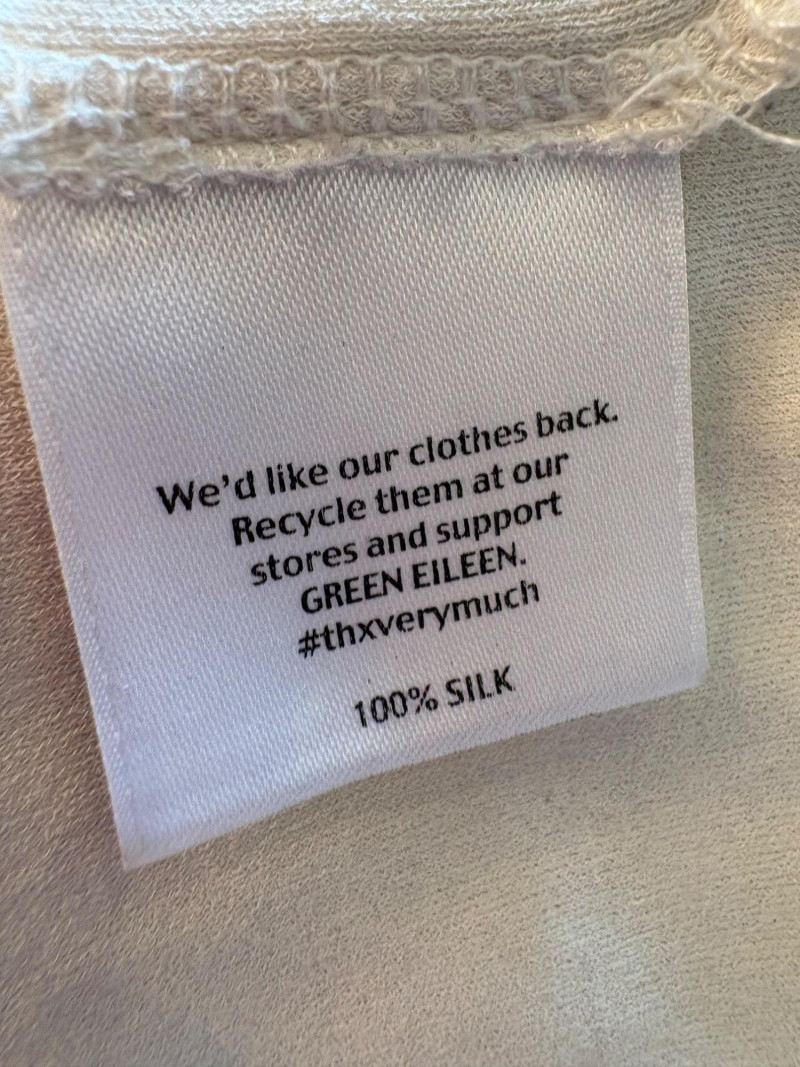 We'd like our clothes back.
Recycle them at our
stores and support
GREEN EILEEN.
#thxverymuch
100% SILK